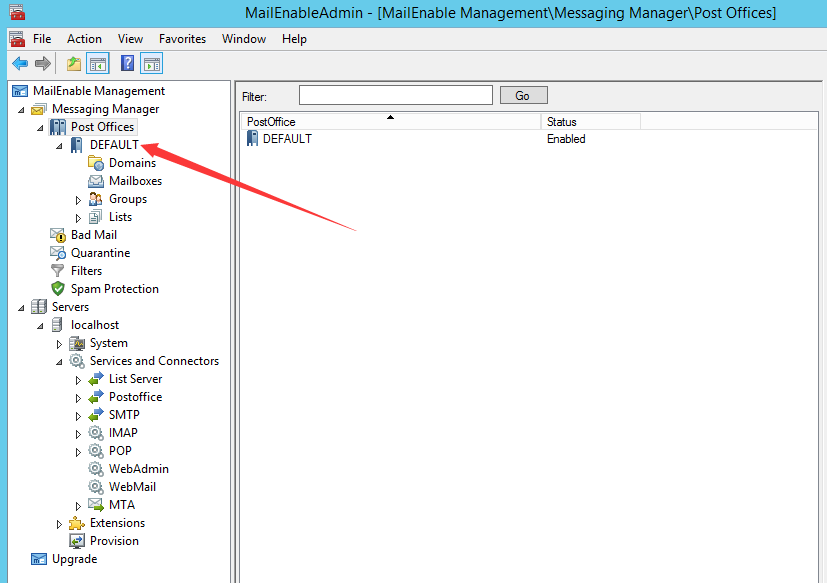 MailEnableAdmin - [MailEnable Management\Messaging Manager\Post Offices]
File Action View Favorites Window Help
MailEnable Management
Messaging Manager
Post Offices
DEFAULT
Domains
Mailboxes
Groups
Lists
Bad Mail
Quarantine
Filters
Spam Protection
Servers
localhost
System
Services and Connectors
List Server
Postoffice
SMTP
IMAP
POP
WebAdmin
WebMail
MTA
Extensions
Provision
Upgrade
Filter: Go
PostOffice Status
DEFAULT Enabled